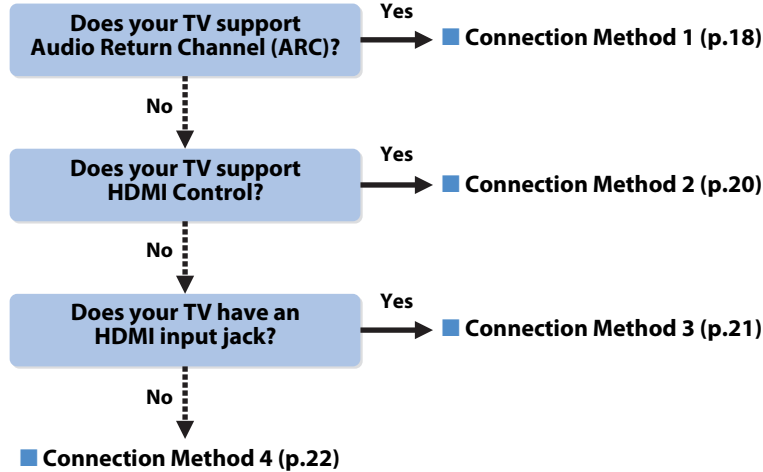 Does your TV support
Audio Return Channel (ARC)?
Yes
Connection Method 1 (p.18)
No
Does your TV support
HDMI Control?
Yes
Connection Method 2 (p.20)
No
Does your TV have an
HDMI input jack?
Yes
Connection Method 3 (p.21)
No
Connection Method 4 (p.22)